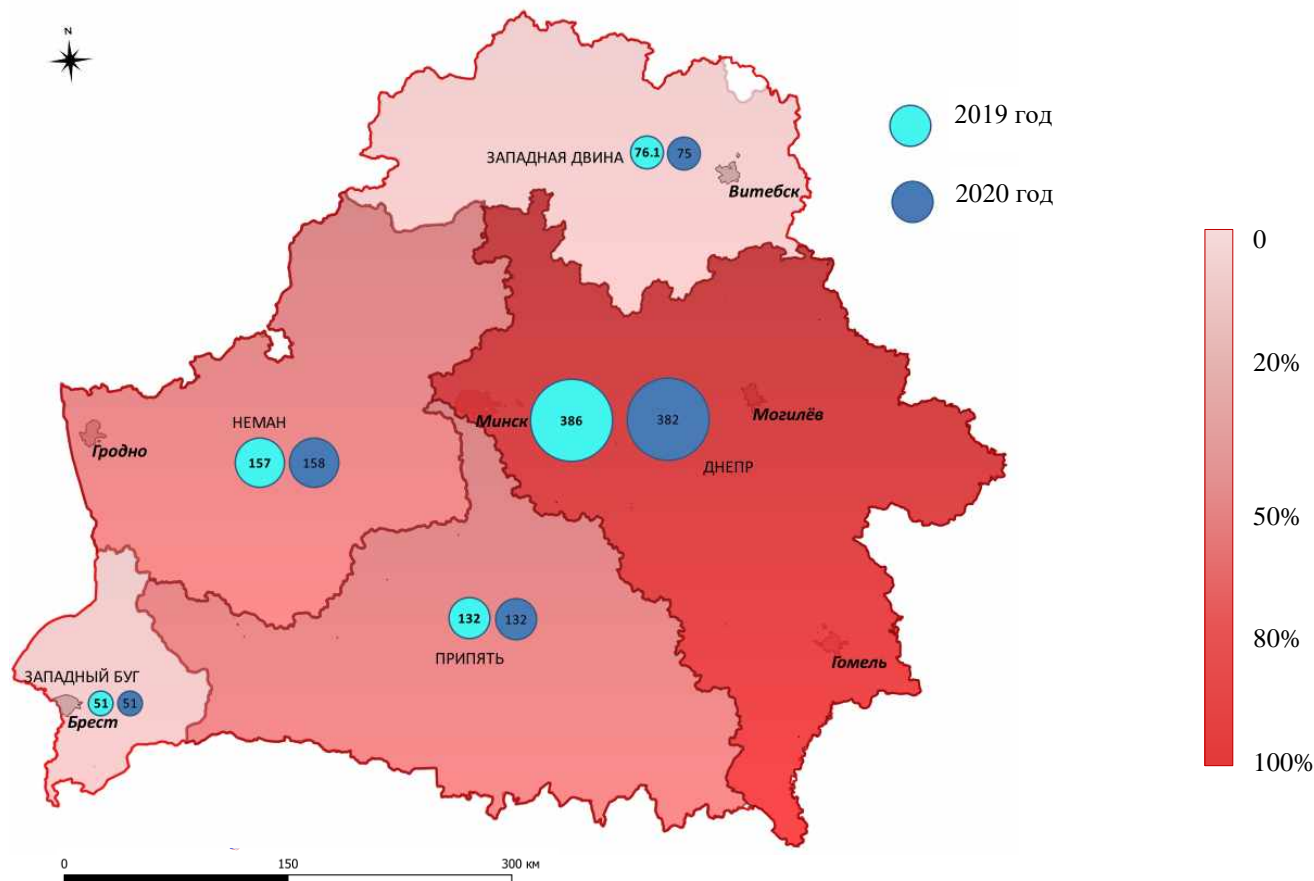 N
2019 год
ЗАПАДНАЯ ДВИНА
76.1
75
Витебск
2020 год
0
20%
50%
80%
100%
Минск
386
382
Могилёв
ДНЕПР
НЕМАН
Гродно
157
158
132
132
ПРИПЯТЬ
Гомель
ЗАПАДНЫЙ БУГ
51
51
Брест
0
150
300 км